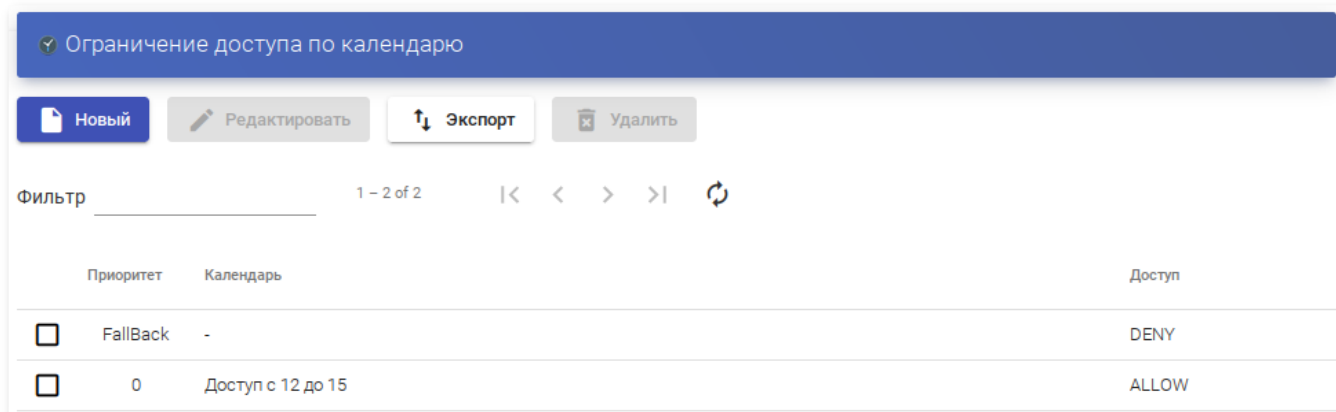 Ограничение доступа по календарю
Новый Редактировать Экспорт Удалить
Фильтр 1 – 2 of 2
Приоритет Календарь Доступ
FallBack - DENY
0 Доступ с 12 до 15 ALLOW